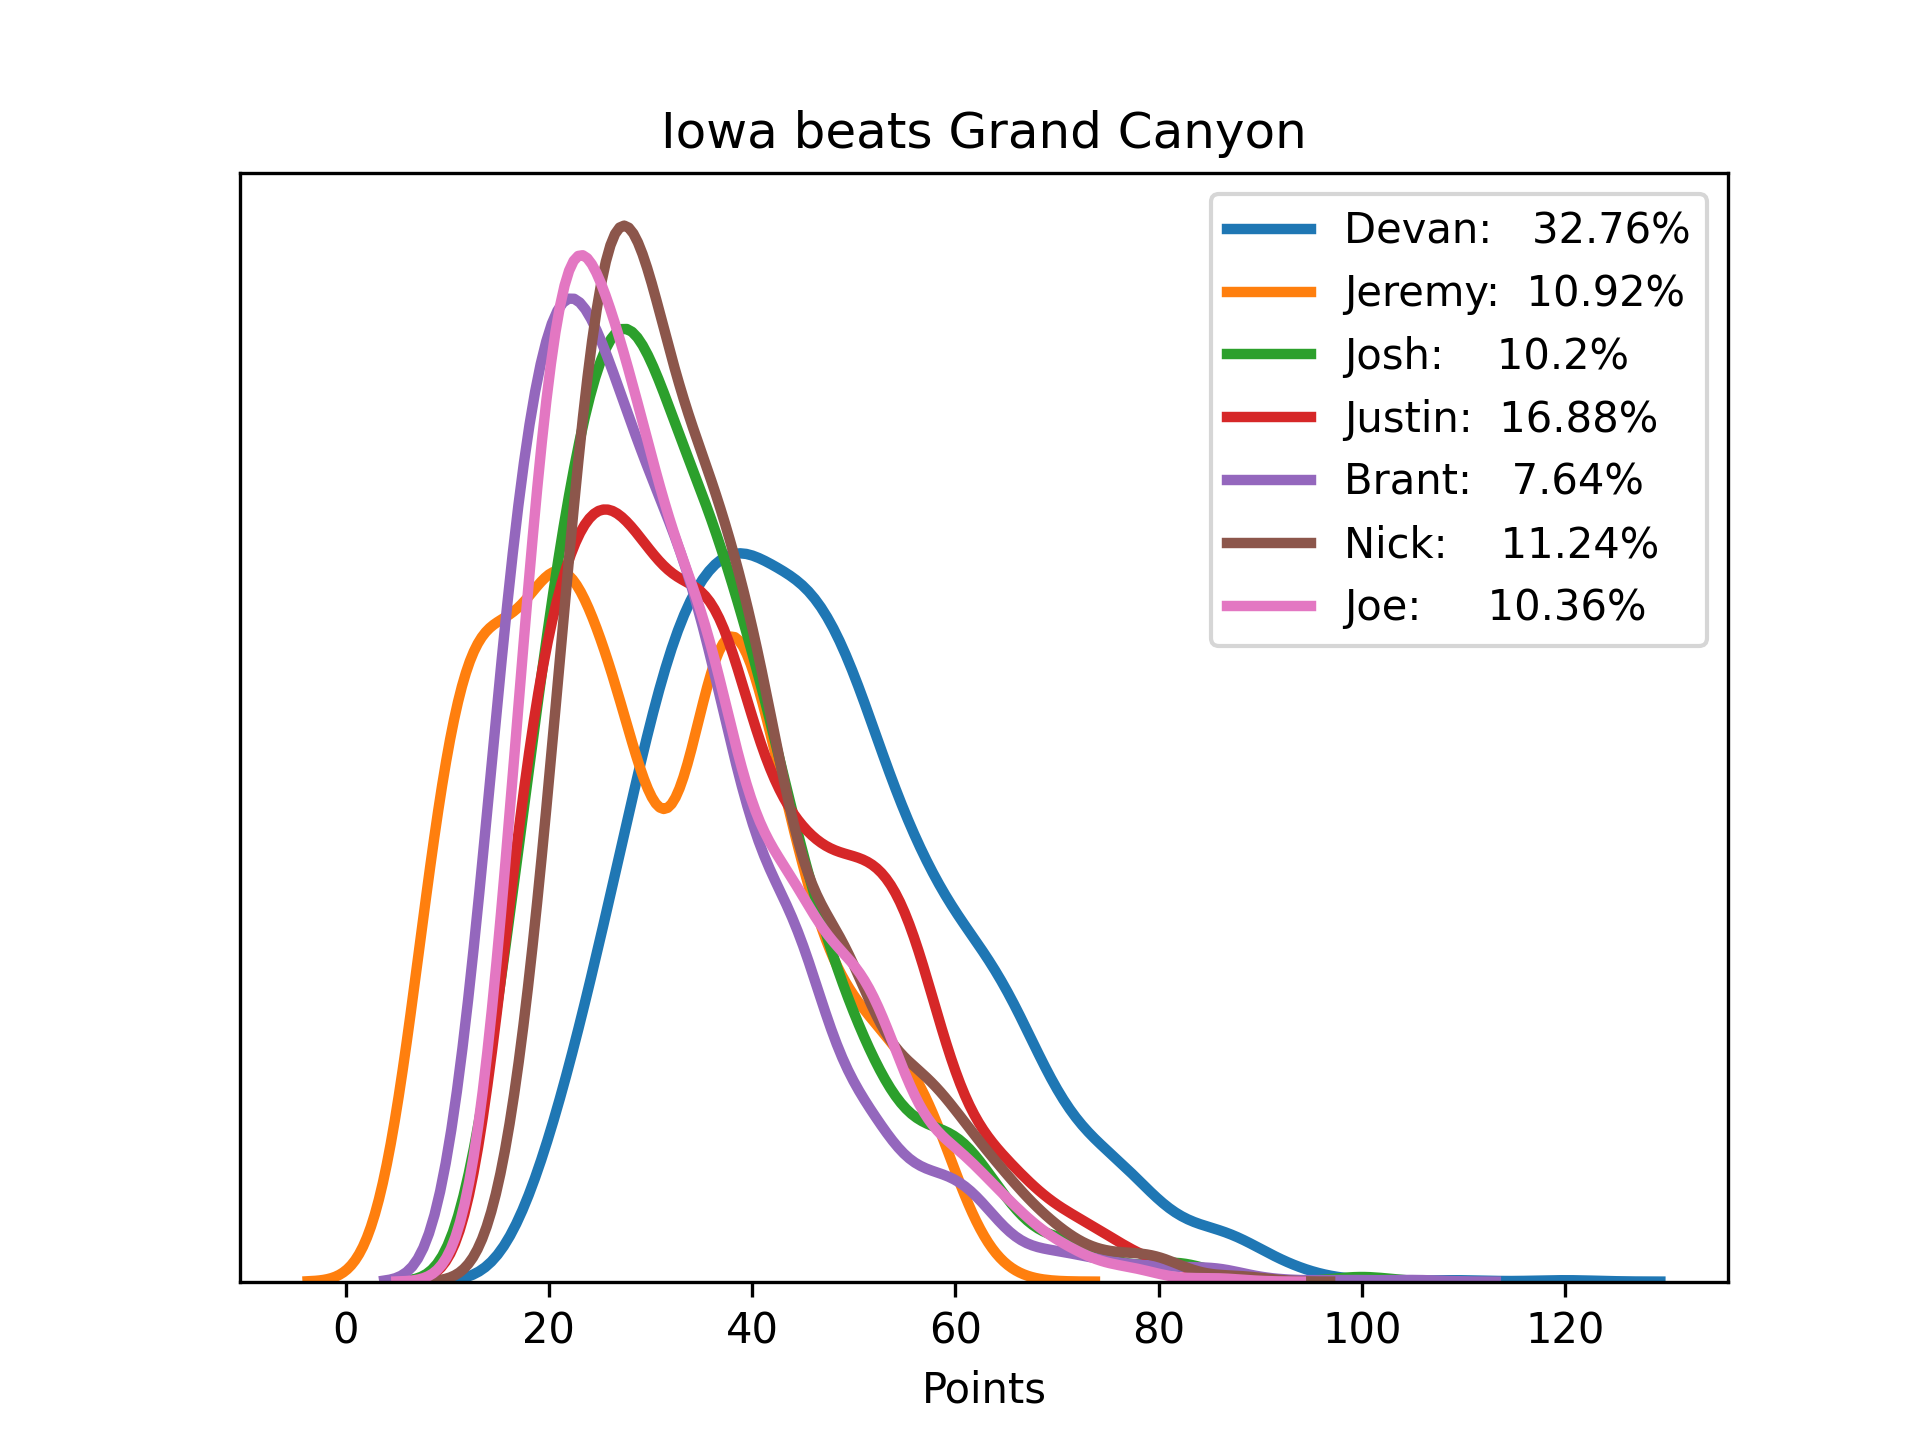 Iowa beats Grand Canyon
Devan: 32.76%
Jeremy: 10.92%
Josh: 10.2%
Justin: 16.88%
Brant: 7.64%
Nick: 11.24%
Joe: 10.36%
0 20 40 60 80 100 120
Points